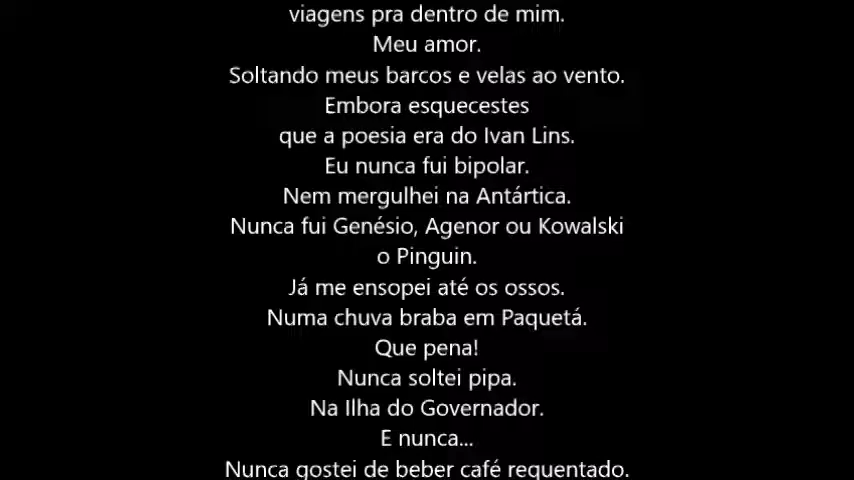 viagens pra dentro de mim.
Meu amor.
Soltando meus barcos e velas ao vento.
Embora esquecestes
que a poesia era do Ivan Lins.
Eu nunca fui bipolar.
Nem mergulhei na Antártica.
Nunca fui Genésio, Agenor ou Kowalski
o Pinguin.
Já me ensopei até os ossos.
Numa chuva braba em Paquetá.
Que pena!
Nunca soltei pipa.
Na Ilha do Governador.
E nunca...
Nunca gostei de beber café requentado.